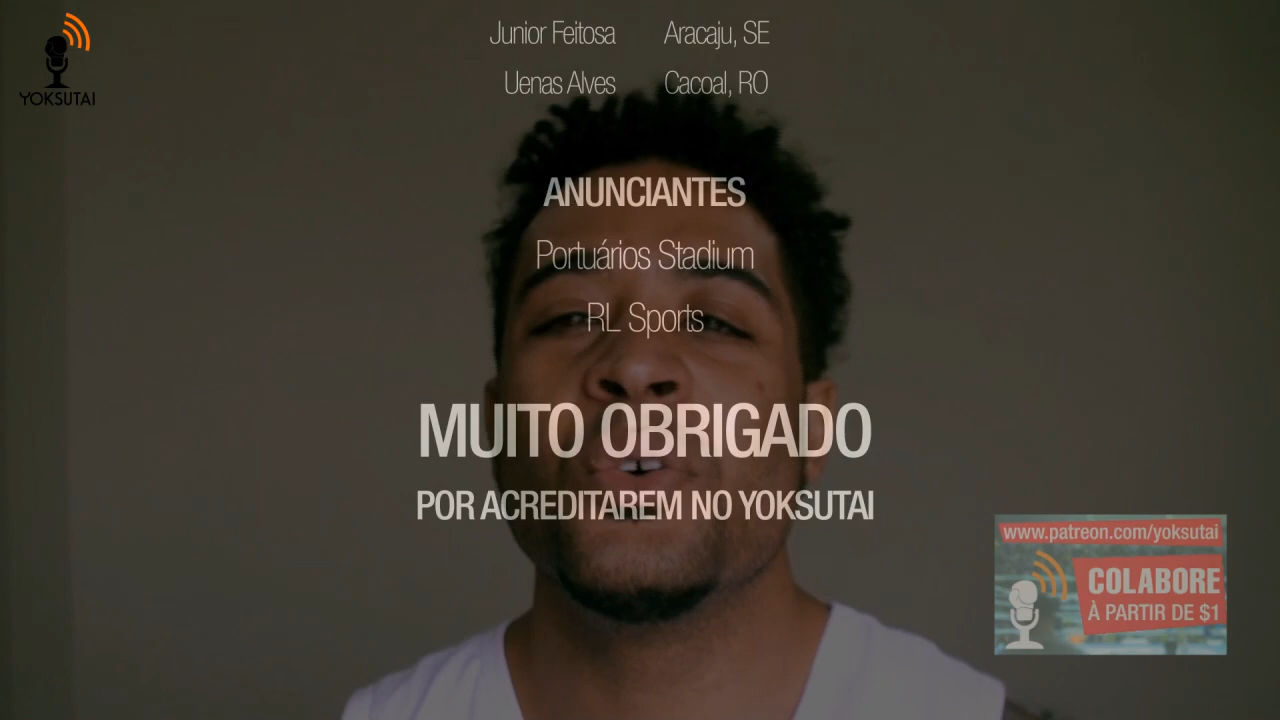 YOKSUTAI
Junior Feitosa Aracaju, SE
Uenas Alves Cacoal, RO
ANUNCIANTES
Portuários Stadium
RL Sports
MUITO OBRIGADO
POR ACREDITAREM NO YOKSUTAI
www.patreon.com/yoksutai
COLABORE
À PARTIR DE $1